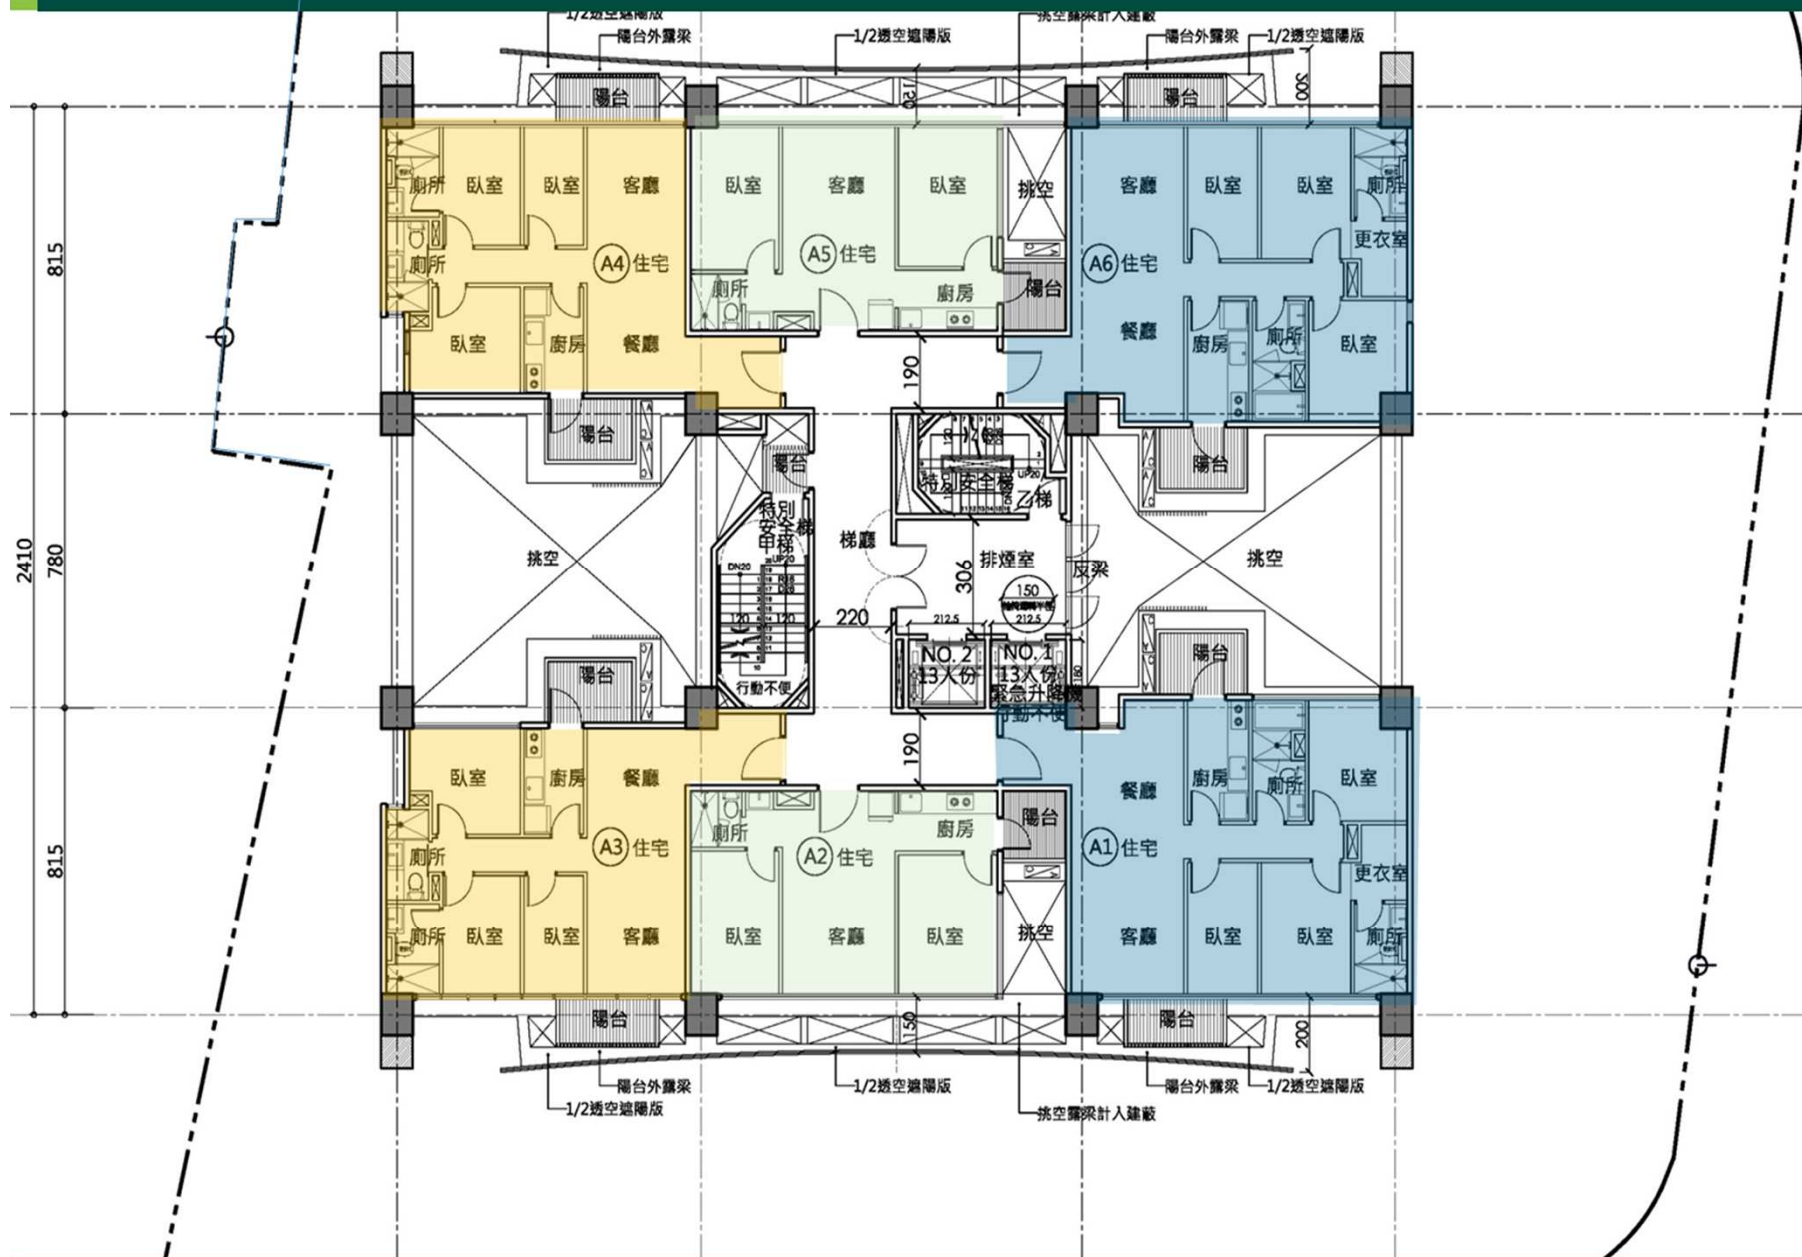 1/2透空遮陽版
挑空露梁計入建蔽
陽台外露梁
1/2透空遮陽版
陽台外露梁
1/2透空遮陽版
陽台
150
陽台
200
廁所
臥室
臥室
客廳
臥室
客廳
臥室
挑空
客廳
臥室
臥室
廁所
更衣室
815
廁所
A4 住宅
A5 住宅
A6 住宅
廁所
廚房
陽台
臥室
廚房
餐廳
餐廳
廚房
廁所
臥室
190
陽台
陽台
陽台
特別安全梯
UP20
乙梯
特別
安全梯
甲梯
2410
780
挑空
梯廳
排煙室
306
反梁
挑空
DN20
UP20
150
120
120
220
212.5
212.5
陽台
行動不便
NO. 2
13人份
NO. 1
13人份
緊急升降機
行動不便
180
陽台
190
臥室
廚房
餐廳
餐廳
廚房
廁所
臥室
廁所
廚房
陽台
815
廁所
A3 住宅
A2 住宅
A1 住宅
更衣室
廁所
臥室
臥室
客廳
臥室
客廳
臥室
挑空
客廳
臥室
臥室
廁所
陽台
150
陽台
200
陽台外露梁
1/2透空遮陽版
陽台外露梁
1/2透空遮陽版
1/2透空遮陽版
挑空露梁計入建蔽